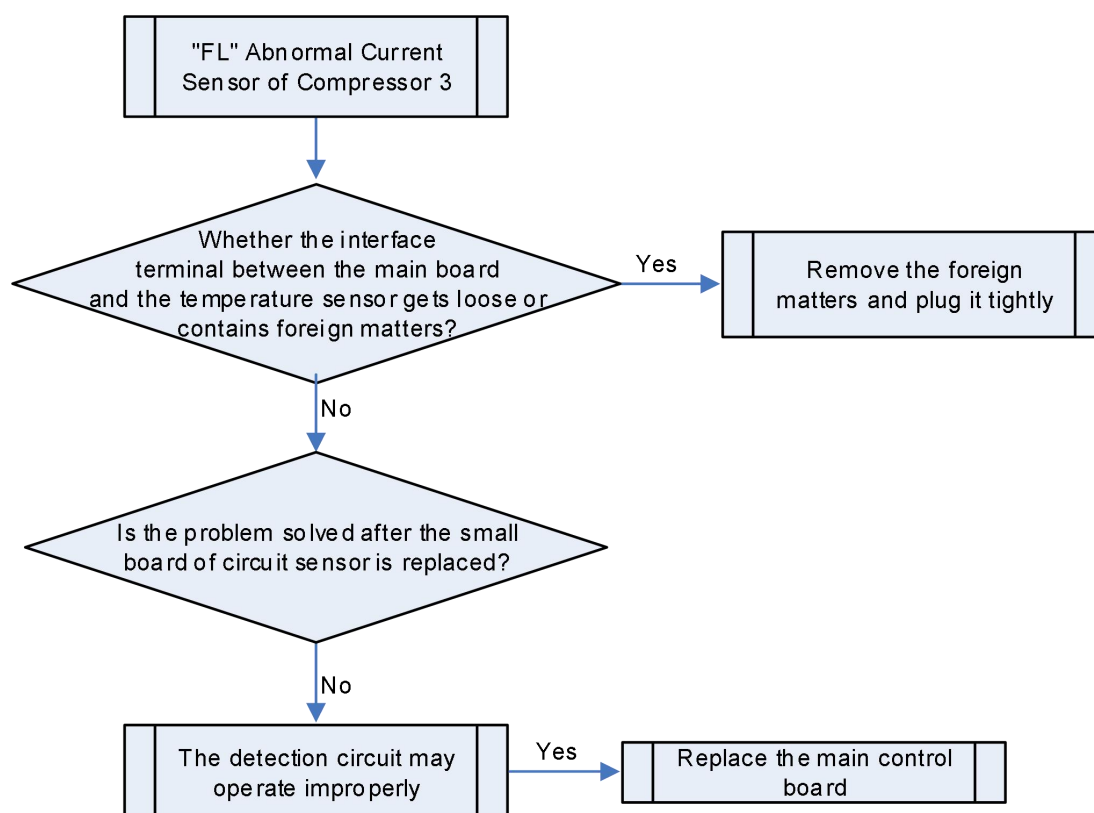 "FL" Abnormal Current
Sensor of Compressor 3
Whether the interface
terminal between the main board
and the temperature sensor gets loose or
contains foreign matters?
Yes
Remove the foreign
matters and plug it tightly
No
Is the problem solved after the small
board of circuit sensor is replaced?
No
The detection circuit may
operate improperly
Yes
Replace the main control
board